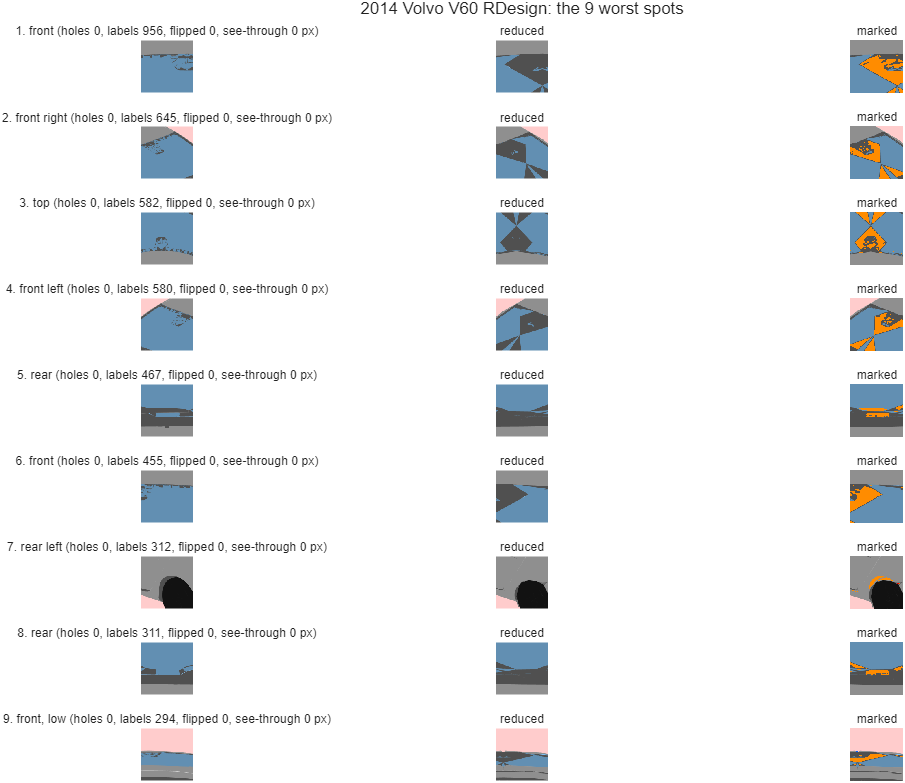 2014 Volvo V60 RDesign: the 9 worst spots
1. front (holes 0, labels 956, flipped 0, see-through 0 px) reduced marked
2. front right (holes 0, labels 645, flipped 0, see-through 0 px) reduced marked
3. top (holes 0, labels 582, flipped 0, see-through 0 px) reduced marked
4. front left (holes 0, labels 580, flipped 0, see-through 0 px) reduced marked
5. rear (holes 0, labels 467, flipped 0, see-through 0 px) reduced marked
6. front (holes 0, labels 455, flipped 0, see-through 0 px) reduced marked
7. rear left (holes 0, labels 312, flipped 0, see-through 0 px) reduced marked
8. rear (holes 0, labels 311, flipped 0, see-through 0 px) reduced marked
9. front, low (holes 0, labels 294, flipped 0, see-through 0 px) reduced marked